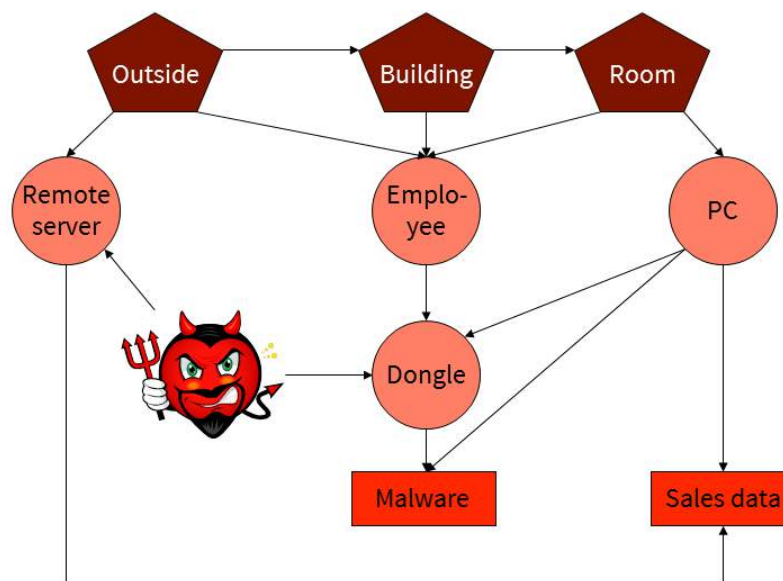 Outside
Building
Room
Remote
server
Emplo-
yee
PC
Dongle
Malware
Sales data